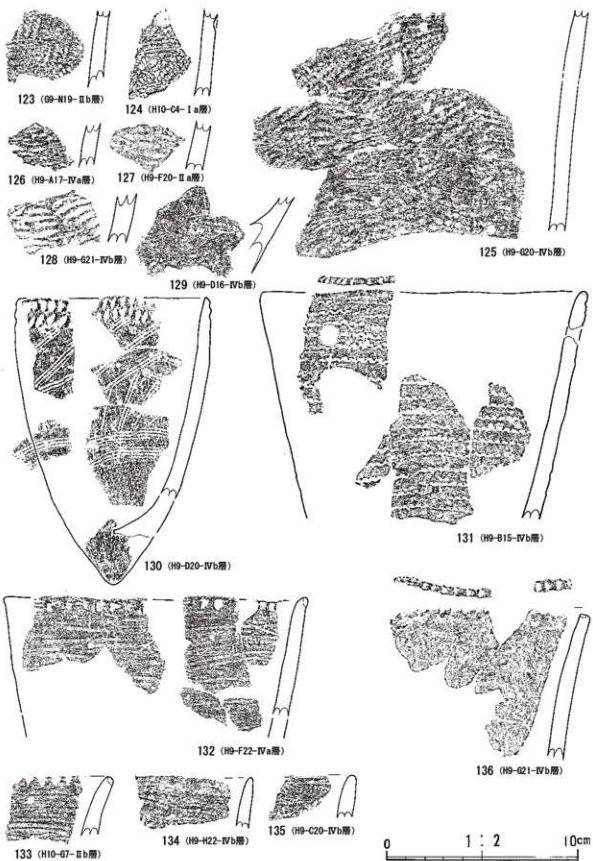 123 (G9-N19-Ⅱb層)
124 (H10-C4-Ⅰa層)
125 (H9-G20-Ⅳb層)
126 (H9-A17-Ⅳa層)
127 (H9-F20-Ⅱa層)
128 (H9-G21-Ⅳb層)
129 (H9-D16-Ⅳb層)
130 (H9-D20-Ⅳb層)
131 (H9-B15-Ⅳb層)
132 (H9-F22-Ⅳa層)
133 (H10-G7-Ⅱb層)
134 (H9-H22-Ⅳb層)
135 (H9-C20-Ⅳb層)
136 (H9-G21-Ⅳb層)
0 1:2 10cm